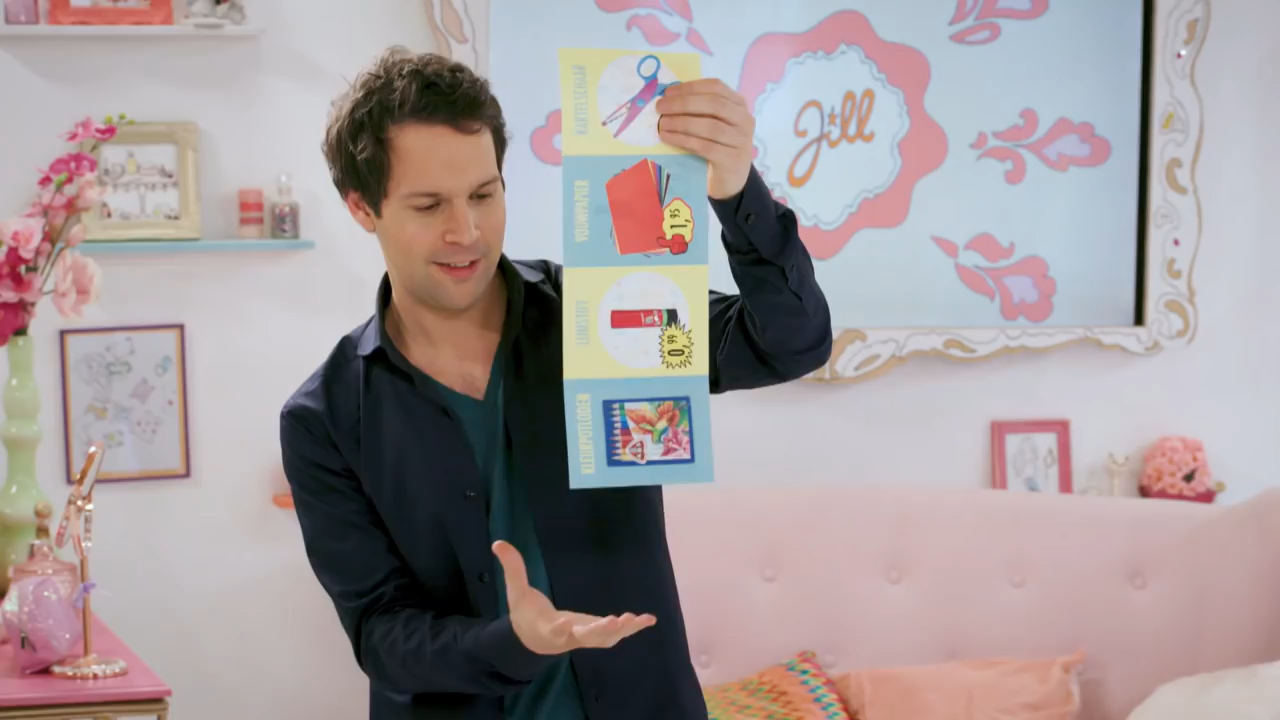 Jill
KARTELSCHAAR
VOUWPAPIER
1,95
LIJMSTIFT
0,99
KLEURPOTLODEN